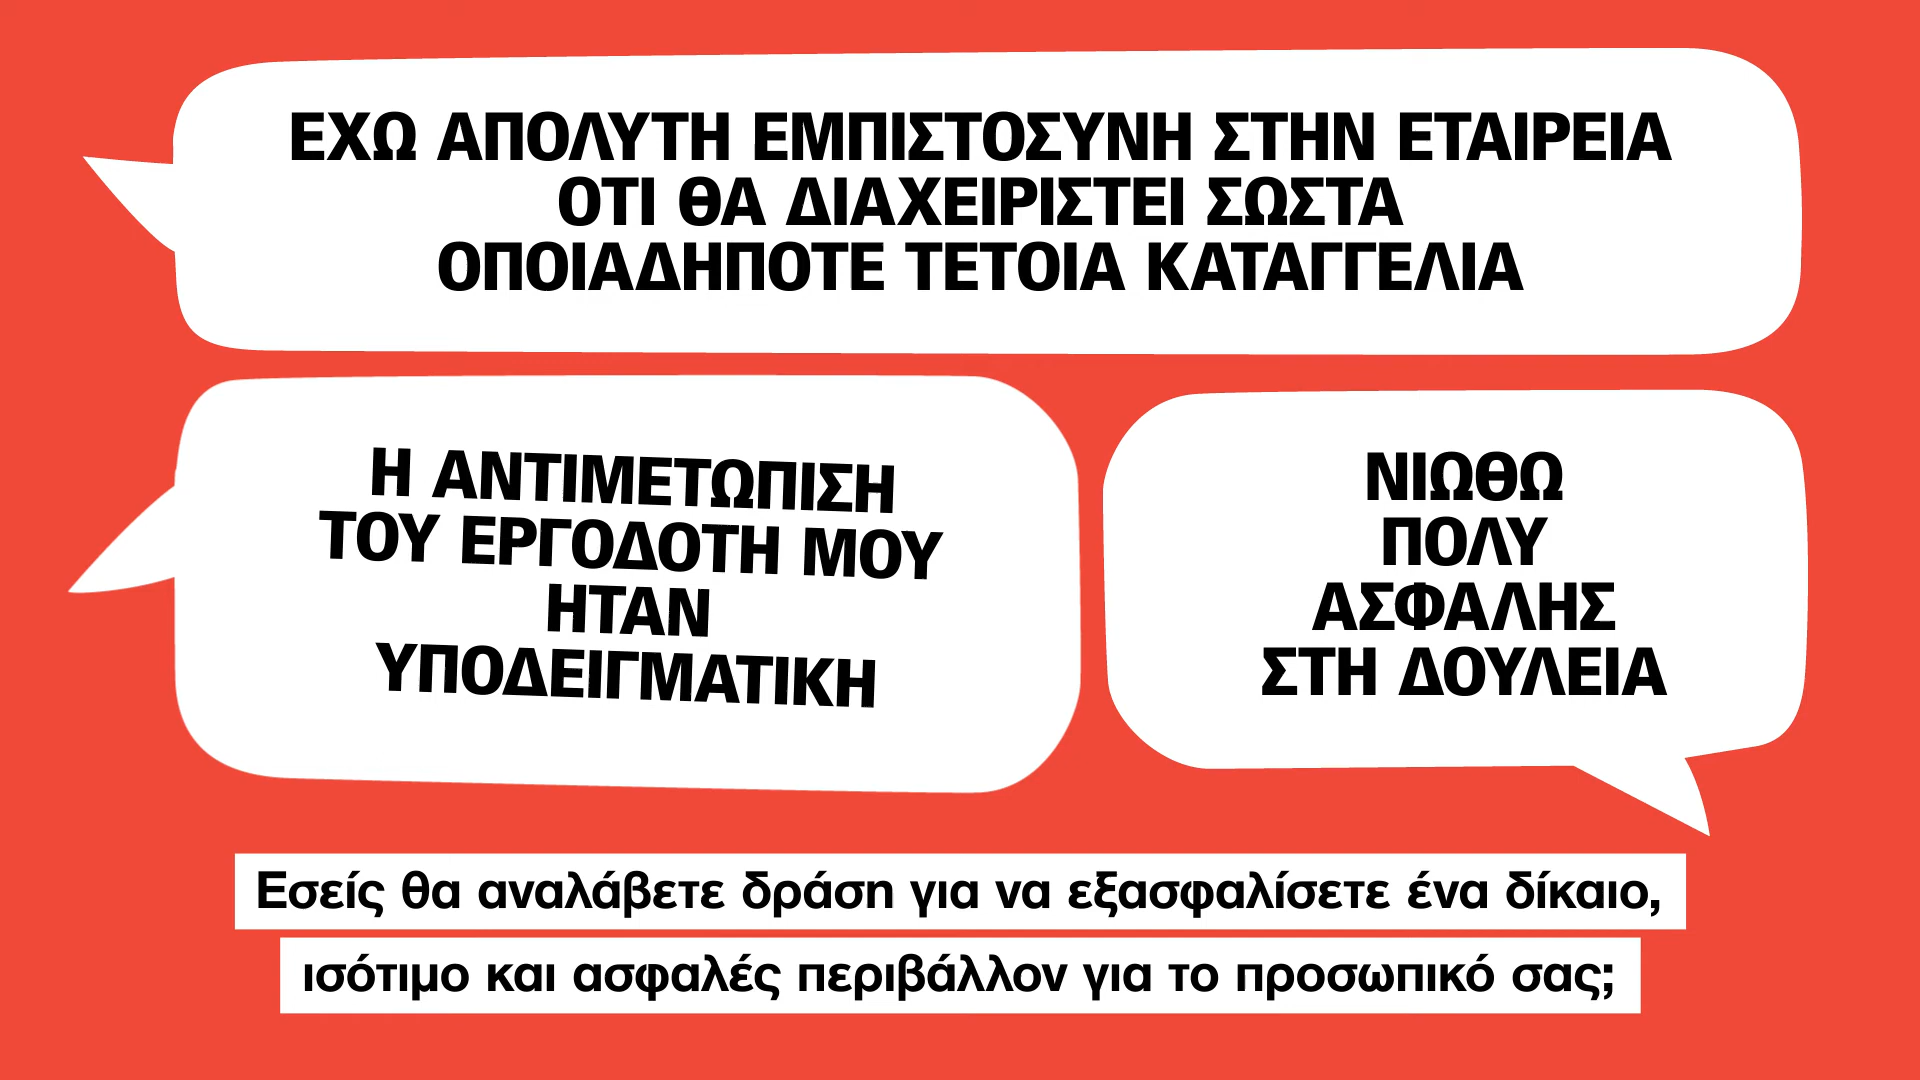 ΕΧΩ ΑΠΟΛΥΤΗ ΕΜΠΙΣΤΟΣΥΝΗ ΣΤΗΝ ΕΤΑΙΡΕΙΑ
ΟΤΙ ΘΑ ΔΙΑΧΕΙΡΙΣΤΕΙ ΣΩΣΤΑ
ΟΠΟΙΑΔΗΠΟΤΕ ΤΕΤΟΙΑ ΚΑΤΑΓΓΕΛΙΑ
Η ΑΝΤΙΜΕΤΩΠΙΣΗ
ΤΟΥ ΕΡΓΟΔΟΤΗ ΜΟΥ
ΗΤΑΝ
ΥΠΟΔΕΙΓΜΑΤΙΚΗ
ΝΙΩΘΩ
ΠΟΛΥ
ΑΣΦΑΛΗΣ
ΣΤΗ ΔΟΥΛΕΙΑ
Εσείς θα αναλάβετε δράση για να εξασφαλίσετε ένα δίκαιο,
ισότιμο και ασφαλές περιβάλλον για το προσωπικό σας;